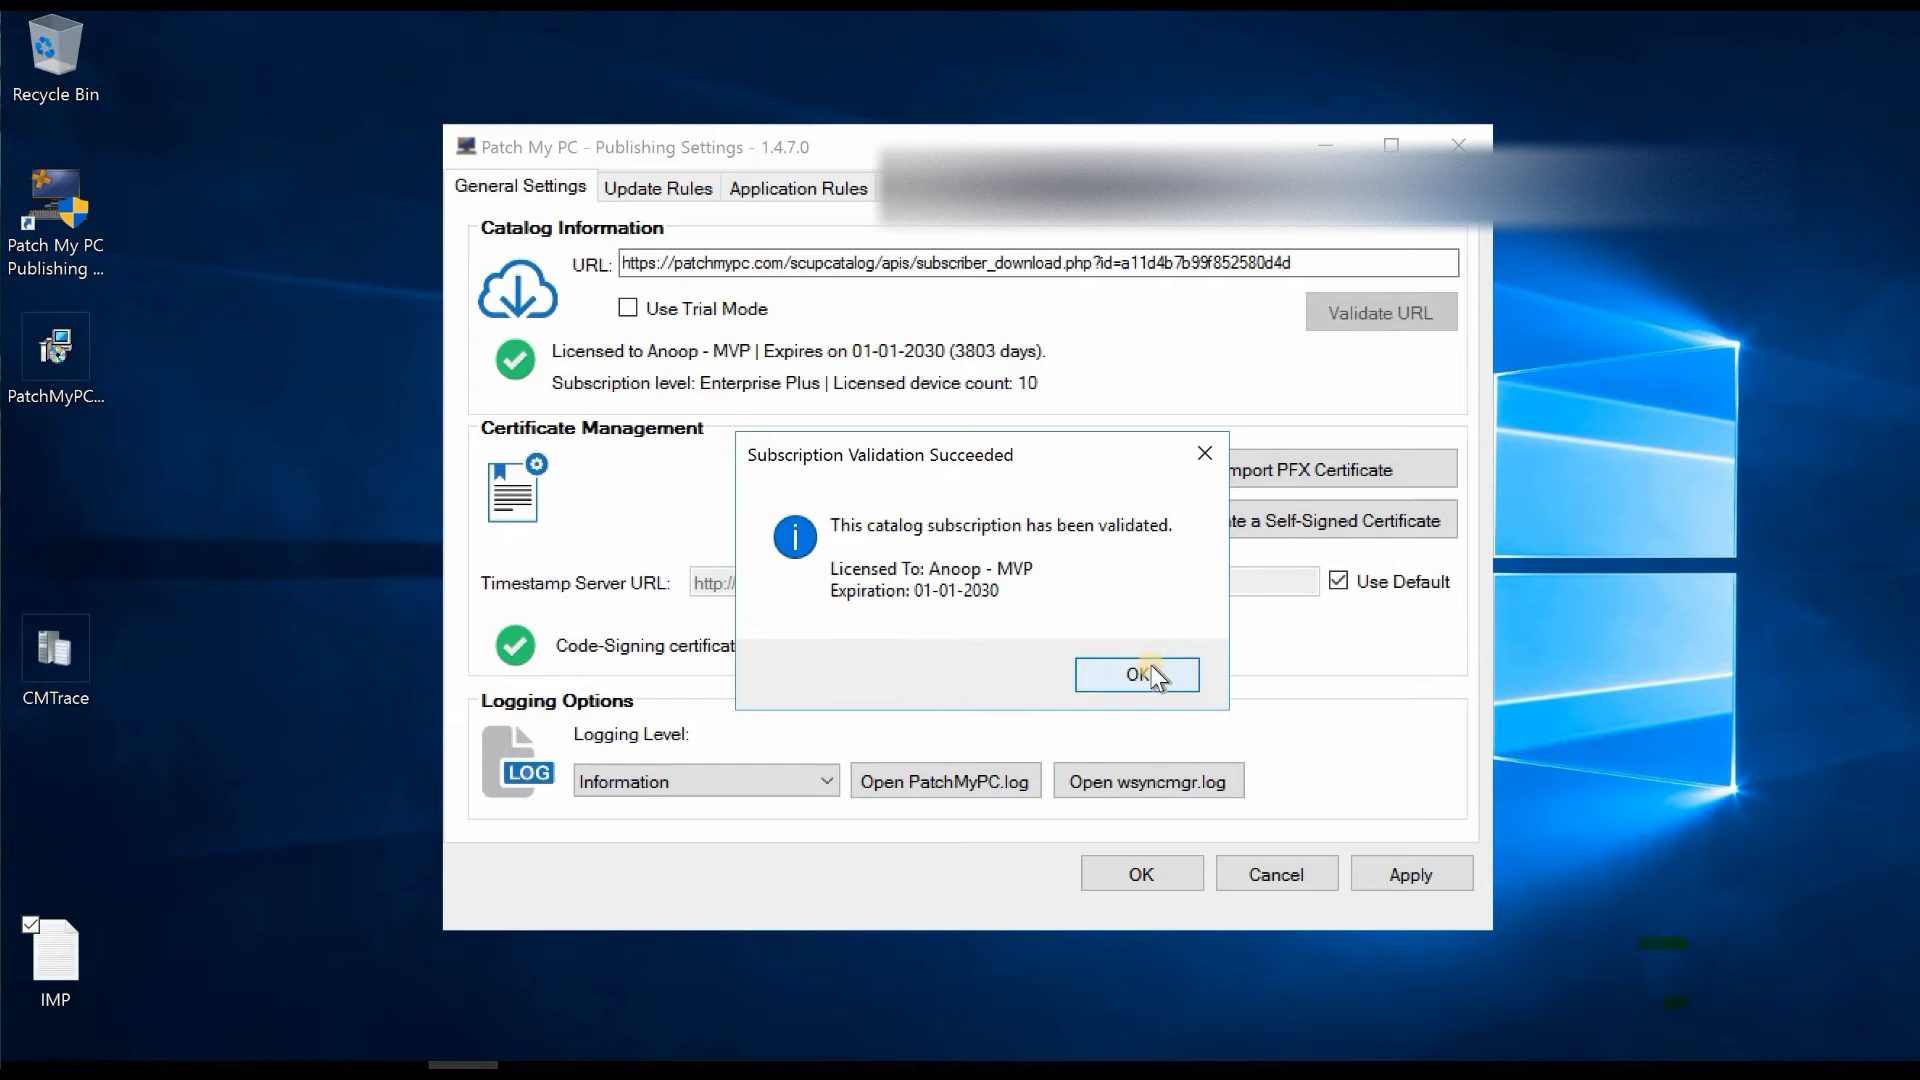 Recycle Bin
Patch My PC
Publishing ...
PatchMyPC...
CMTrace
IMP
Patch My PC - Publishing Settings - 1.4.7.0
General Settings
Update Rules
Application Rules
Catalog Information
URL:
https://patchmypc.com/scupcatalog/apis/subscriber_download.php?id=a11d4b7b99f852580d4d
Use Trial Mode
Validate URL
Licensed to Anoop - MVP | Expires on 01-01-2030 (3803 days).
Subscription level: Enterprise Plus | Licensed device count: 10
Certificate Management
mport PFX Certificate
te a Self-Signed Certificate
Timestamp Server URL:
http://
Use Default
Code-Signing certificat
Subscription Validation Succeeded
This catalog subscription has been validated.
Licensed To: Anoop - MVP
Expiration: 01-01-2030
OK
Logging Options
Logging Level:
LOG
Information
Open PatchMyPC.log
Open wsyncmgr.log
OK
Cancel
Apply